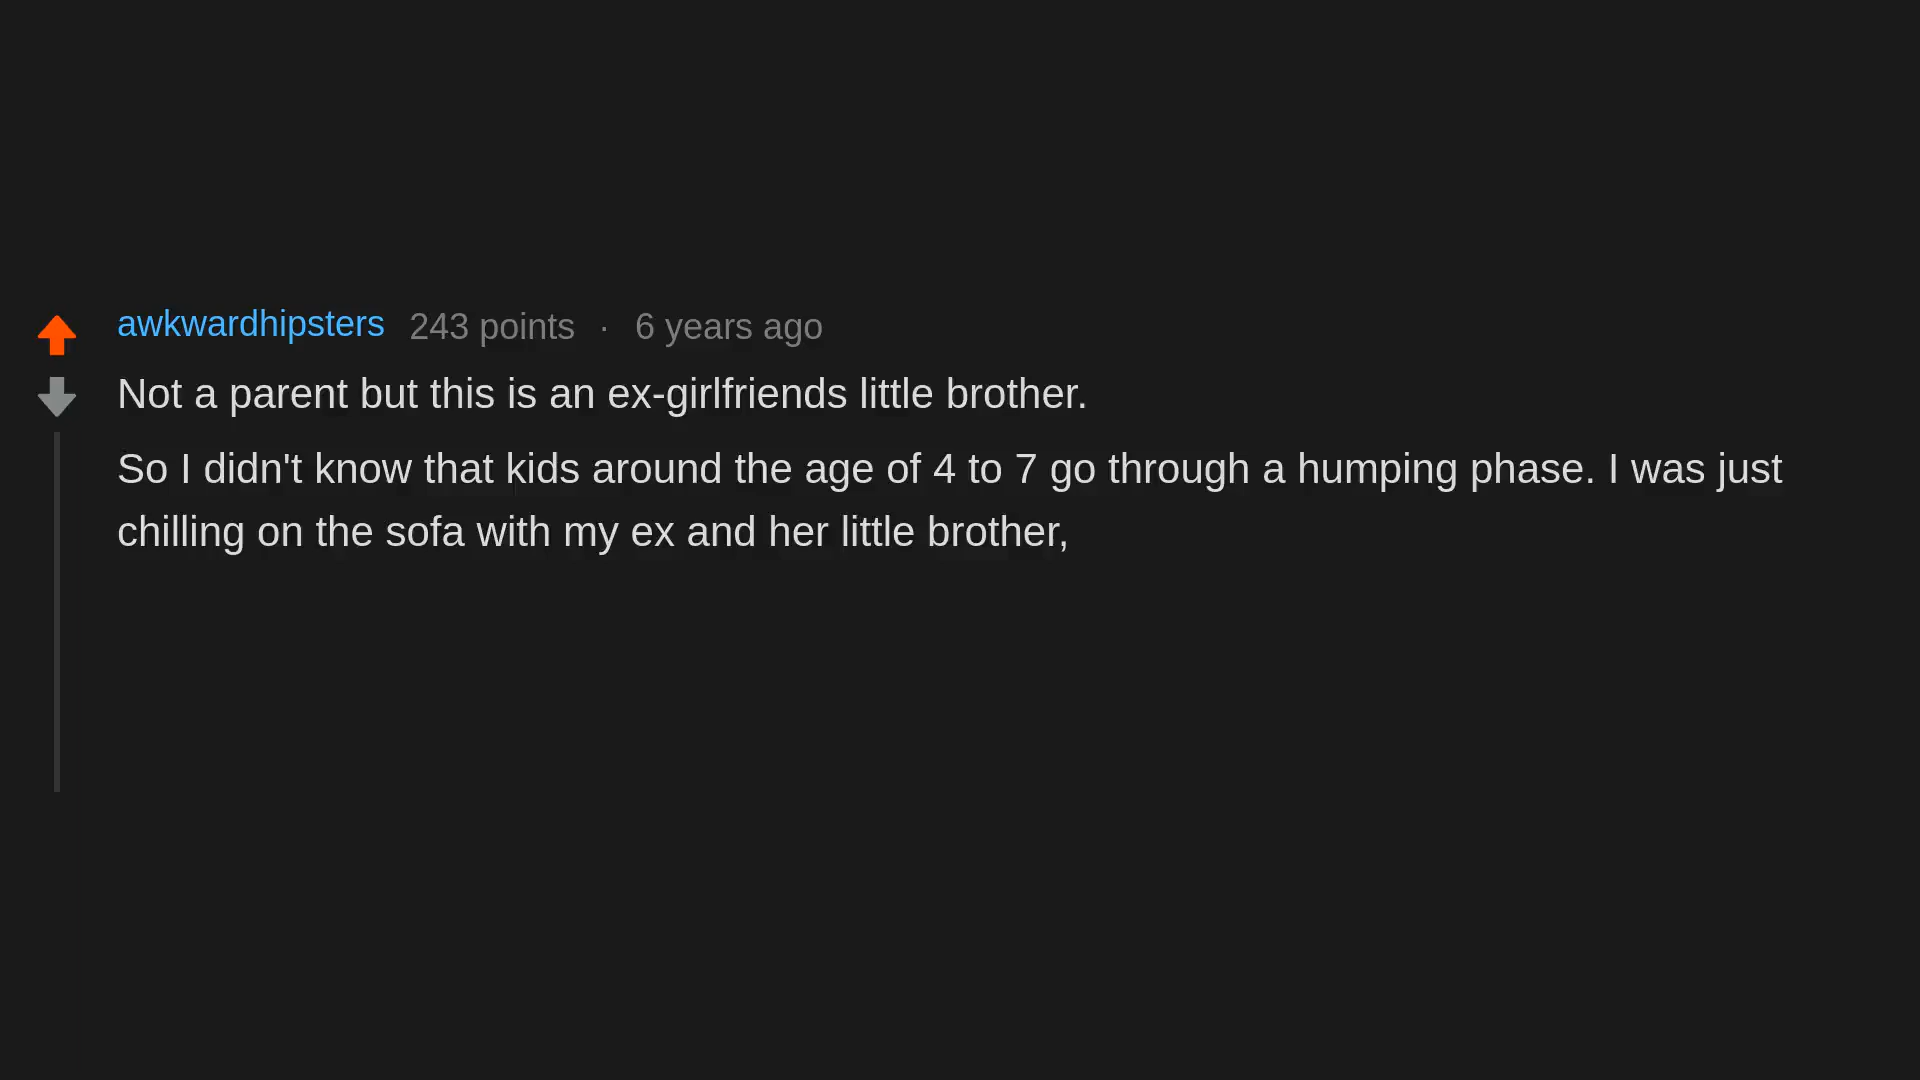 awkwardhipsters 243 points · 6 years ago
Not a parent but this is an ex-girlfriends little brother.
So I didn't know that kids around the age of 4 to 7 go through a humping phase. I was just
chilling on the sofa with my ex and her little brother,